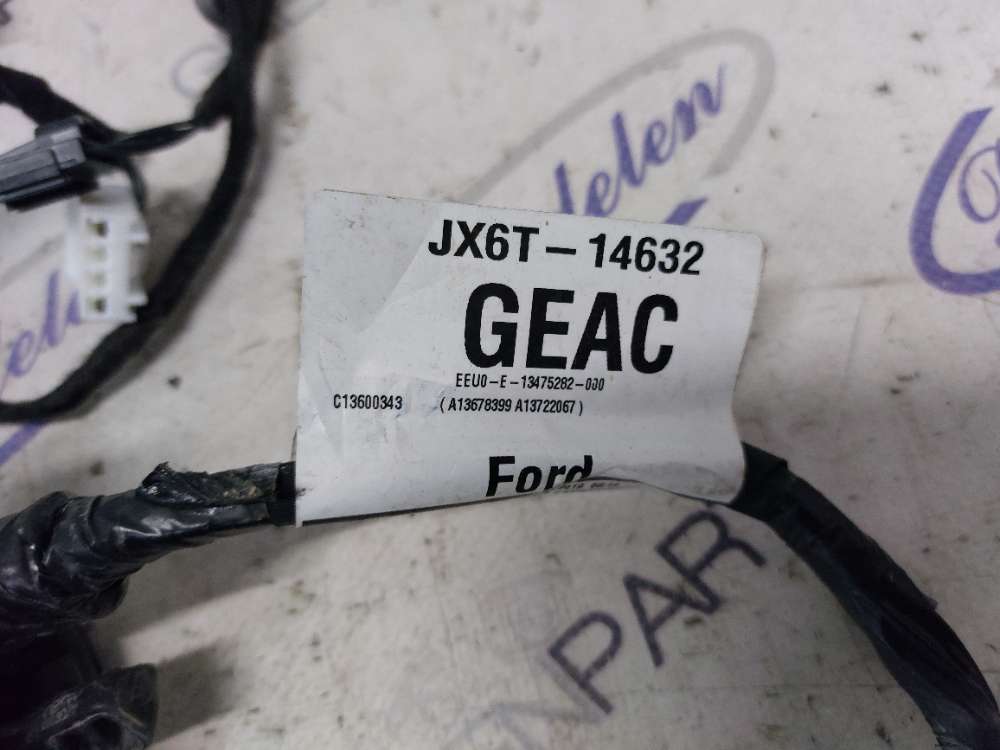 JX6T-14632
GEAC
EEU0-E-13475282-000
C13600343 ( A13678399 A13722067 )
Ford